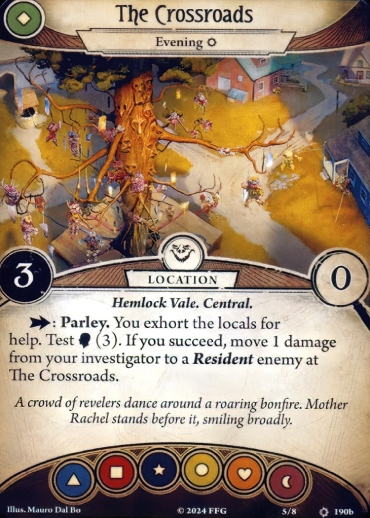 The Crossroads
Evening
3
0
LOCATION
Hemlock Vale. Central.
: Parley. You exhort the locals for
help. Test (3). If you succeed, move 1 damage
from your investigator to a Resident enemy at
The Crossroads.
A crowd of revelers dance around a roaring bonfire. Mother
Rachel stands before it, smiling broadly.
Illus. Mauro Dal Bo © 2024 FFG 5/8 190b